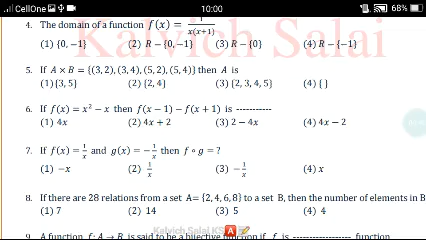 CellOne 10:00 68%
4. The domain of a function f(x) = 1/x(x+1)
(1) {0, −1} (2) R − {0, −1} (3) R − {0} (4) R − {−1}
5. If A × B = {(3, 2), (3, 4), (5, 2), (5, 4)} then A is
(1) {3, 5} (2) {2, 4} (3) {2, 3, 4, 5} (4) { }
6. If f(x) = x² − x then f(x − 1) − f(x + 1) is -----------
(1) 4x (2) 4x + 2 (3) 2 − 4x (4) 4x − 2
7. If f(x) = 1/x and g(x) = −1/x then f ∘ g = ?
(1) −x (2) 1/x (3) −1/x (4) x
8. If there are 28 relations from a set A= {2, 4, 6, 8} to a set B, then the number of elements in B
(1) 7 (2) 14 (3) 5 (4) 4
Kalvich Salai
9. A function f: A → B is said to be a bijective function if f is -------------------- function